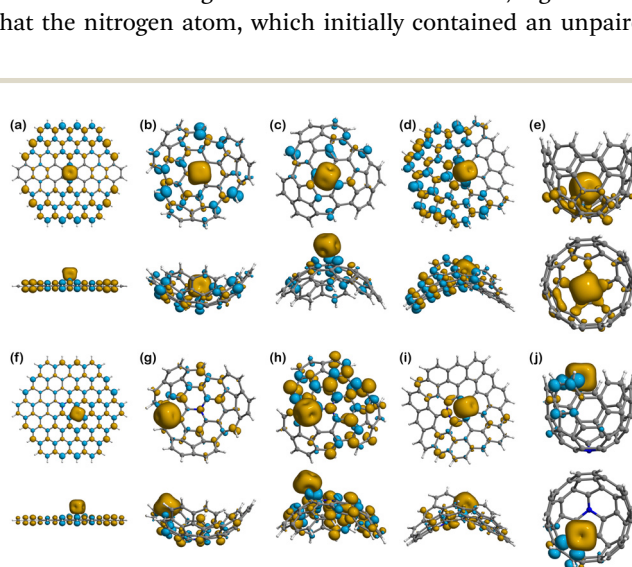 hat the nitrogen atom, which initially contained an unpair
(a) (b) (c) (d) (e)
(f) (g) (h) (i) (j)